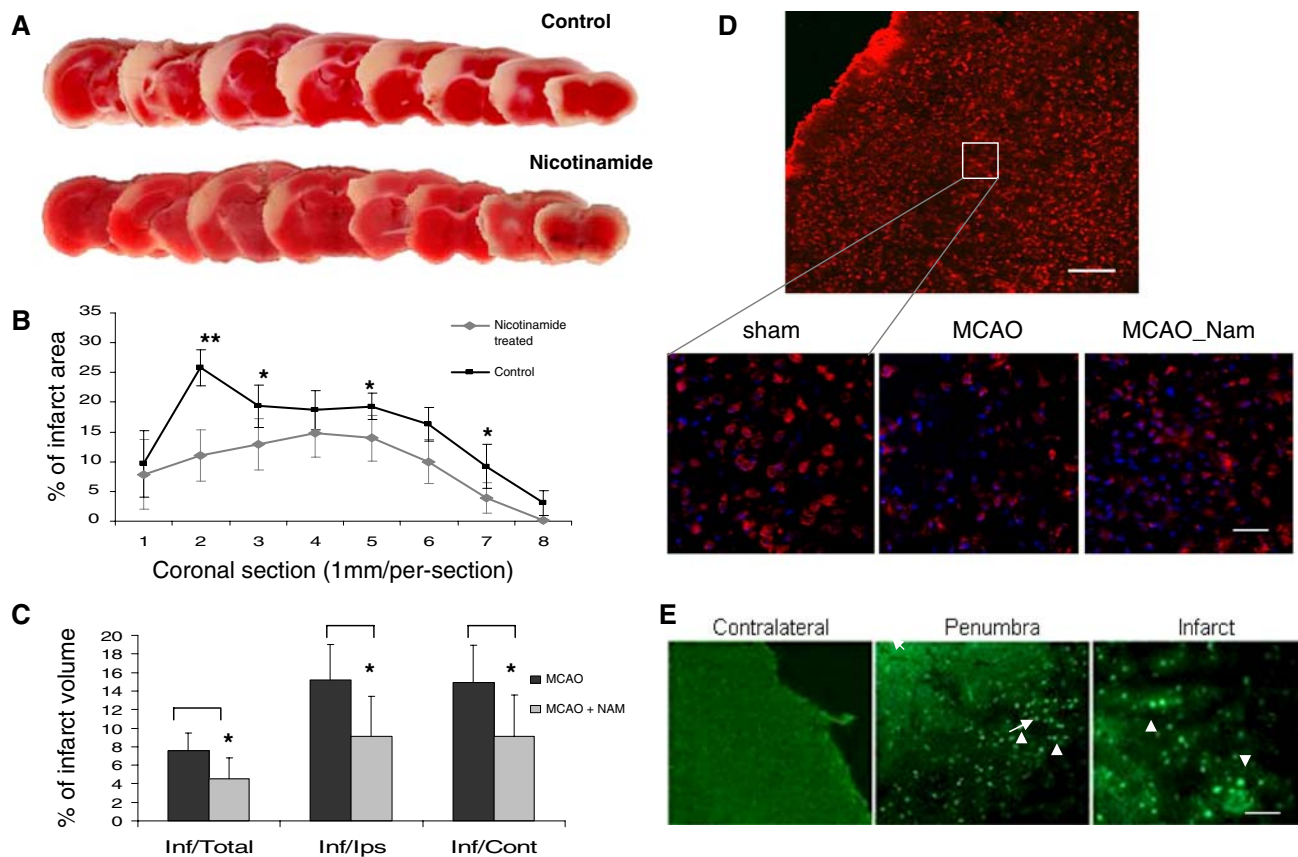 A
Control
Nicotinamide
B
% of infarct area
35
30
25
20
15
10
5
0
**
*
*
*
Nicotinamide
treated
Control
1 2 3 4 5 6 7 8
Coronal section (1mm/per-section)
C
% of infarct volume
20
18
16
14
12
10
8
6
4
2
0
*
*
*
MCAO
MCAO + NAM
Inf/Total Inf/Ips Inf/Cont
D
sham MCAO MCAO_Nam
E
Contralateral Penumbra Infarct